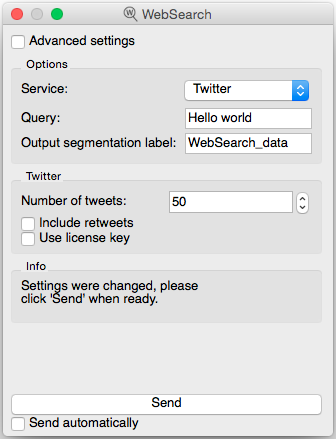 WebSearch
Advanced settings
Options
Service: Twitter
Query: Hello world
Output segmentation label: WebSearch_data
Twitter
Number of tweets: 50
Include retweets
Use license key
Info
Settings were changed, please
click 'Send' when ready.
Send
Send automatically